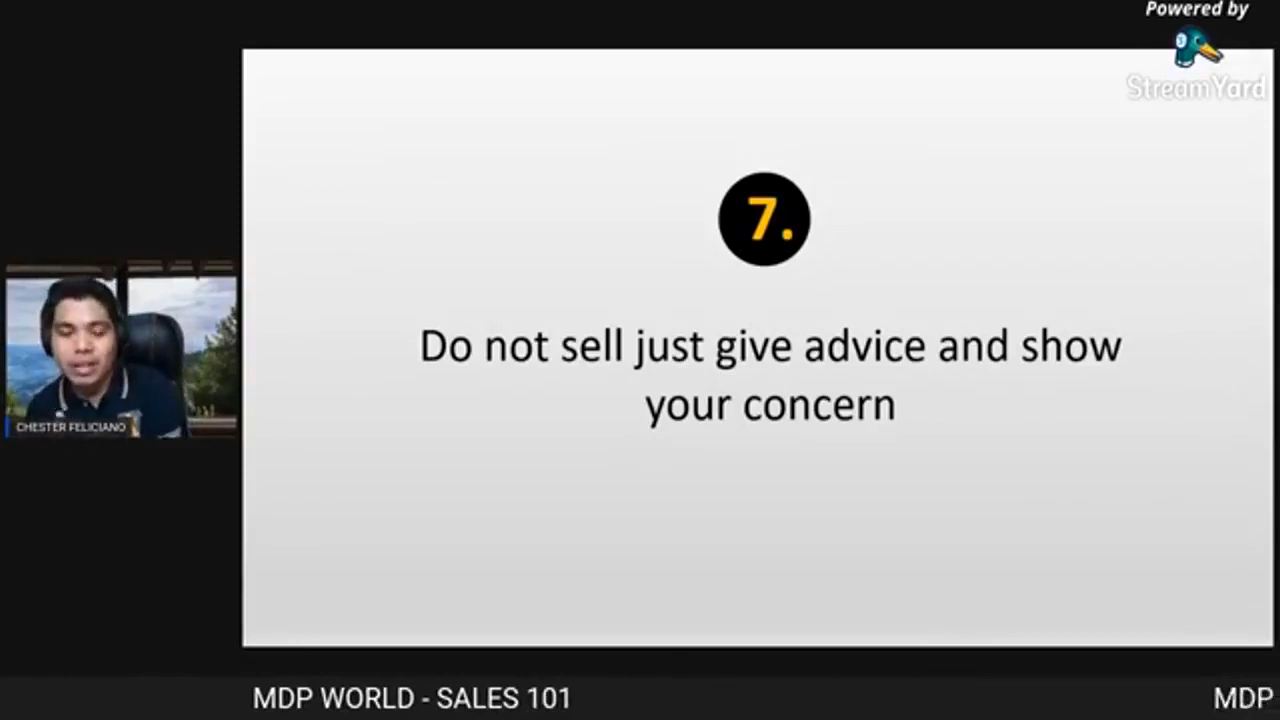 Powered by
StreamYard
7.
Do not sell just give advice and show
your concern
CHESTER FELICIANO
MDP WORLD - SALES 101
MDP